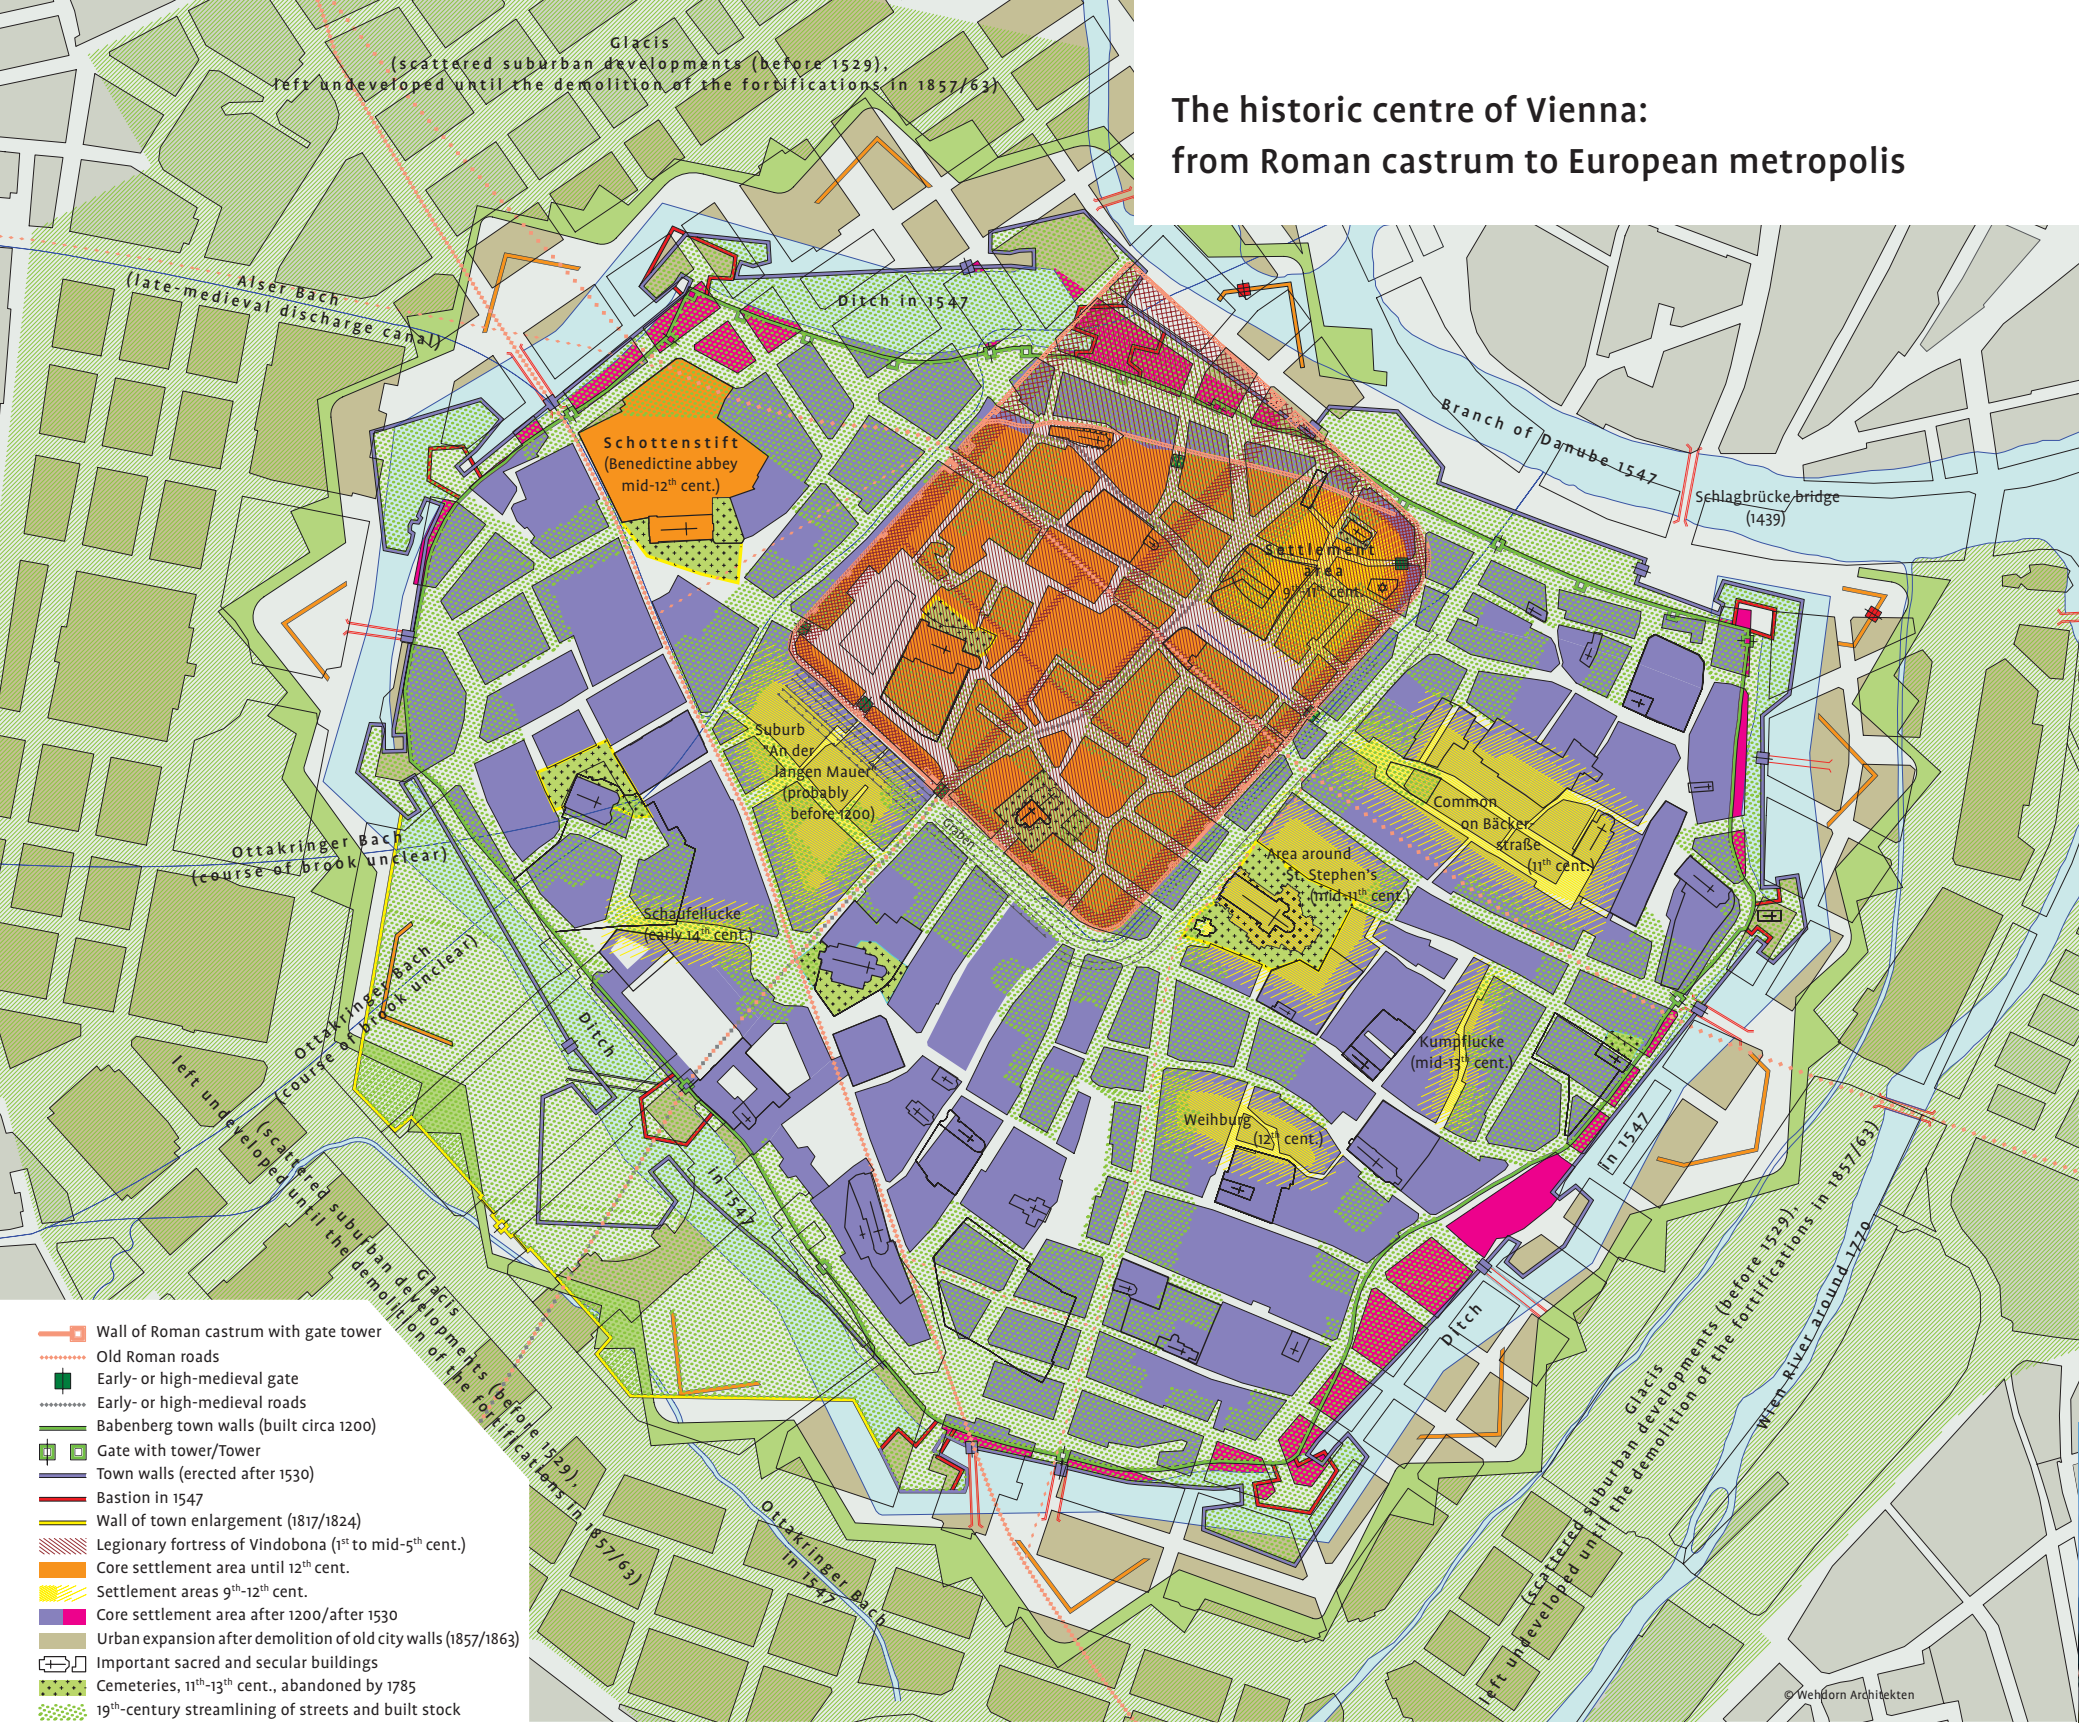 The historic centre of Vienna:
from Roman castrum to European metropolis
Glacis
(scattered suburban developments (before 1529),
left undeveloped until the demolition of the fortifications in 1857/63)
Alser Bach
(late-medieval discharge canal)
Ditch in 1547
Branch of Danube 1547
Schlagbrücke bridge
(1439)
Schottenstift
(Benedictine abbey
mid-12th cent.)
Settlement
area
9th-11th cent.
Suburb
"An der
langen Mauer"
(probably
before 1200)
Graben
Common
on Bäcker-
straße
(11th cent.)
Area around
St. Stephen's
(mid-11th cent.)
Ottakringer Bach
(course of brook unclear)
Schaufellucke
(early 14th cent.)
Ottakringer Bach
(course of brook unclear)
Ditch
in 1547
Kumpflucke
(mid-13th cent.)
Weihburg
(12th cent.)
in 1547
Ditch
Glacis
(scattered suburban developments (before 1529),
left undeveloped until the demolition of the fortifications in 1857/63)
Glacis
(scattered suburban developments (before 1529),
left undeveloped until the demolition of the fortifications in 1857/63)
Wien River around 1770
Ottakringer Bach
in 1547
Wall of Roman castrum with gate tower
Old Roman roads
Early- or high-medieval gate
Early- or high-medieval roads
Babenberg town walls (built circa 1200)
Gate with tower/Tower
Town walls (erected after 1530)
Bastion in 1547
Wall of town enlargement (1817/1824)
Legionary fortress of Vindobona (1st to mid-5th cent.)
Core settlement area until 12th cent.
Settlement areas 9th-12th cent.
Core settlement area after 1200/after 1530
Urban expansion after demolition of old city walls (1857/1863)
Important sacred and secular buildings
Cemeteries, 11th-13th cent., abandoned by 1785
19th-century streamlining of streets and built stock
© Wehdorn Architekten